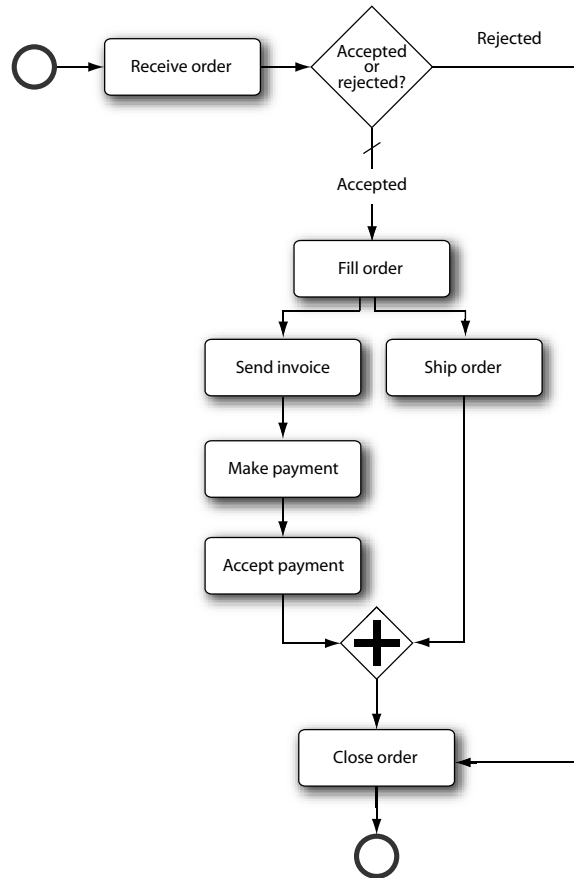 Receive order
Accepted
or
rejected?
Rejected
Accepted
Fill order
Send invoice
Ship order
Make payment
Accept payment
Close order